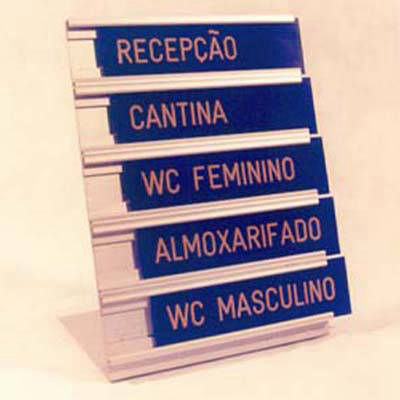 RECEPÇÃO
CANTINA
WC FEMININO
ALMOXARIFADO
WC MASCULINO